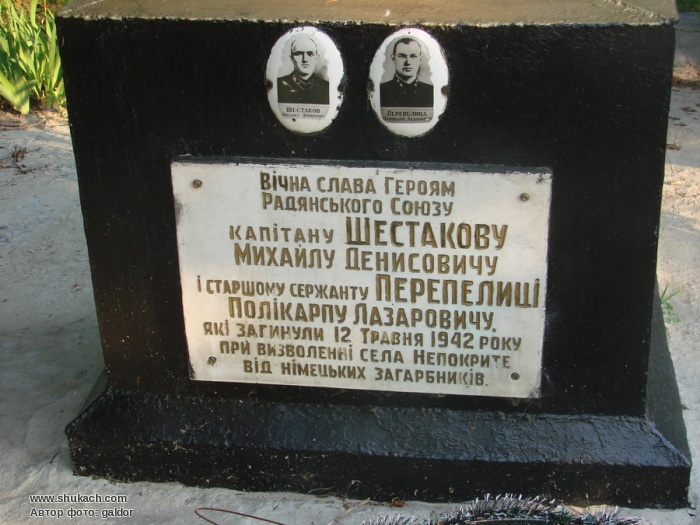 ШЕСТАКОВ
ПЕРЕПЕЛИЦА
Вічна слава Героям
Радянського Союзу
капітану ШЕСТАКОВУ
Михайлу Денисовичу
і старшому сержанту ПЕРЕПЕЛИЦІ
Полікарпу Лазаровичу,
які загинули 12 травня 1942 року
при визволенні села Непокрите
від німецьких загарбників.
www.shukach.com
Автор фото: galdor